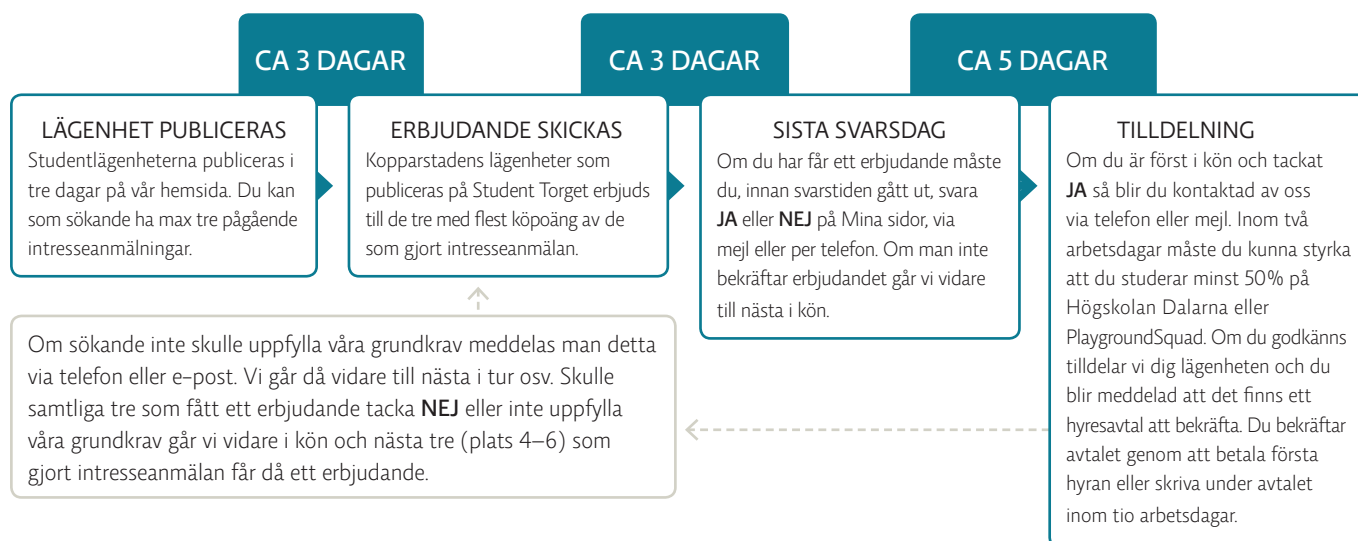 CA 3 DAGAR
CA 3 DAGAR
CA 5 DAGAR
LÄGENHET PUBLICERAS
Studentlägenheterna publiceras i
tre dagar på vår hemsida. Du kan
som sökande ha max tre pågående
intresseanmälningar.
ERBJUDANDE SKICKAS
Kopparstadens lägenheter som
publiceras på Student Torget erbjuds
till de tre med flest köpoäng av de
som gjort intresseanmälan.
SISTA SVARSDAG
Om du har får ett erbjudande måste
du, innan svarstiden gått ut, svara
JA eller NEJ på Mina sidor, via
mejl eller per telefon. Om man inte
bekräftar erbjudandet går vi vidare
till nästa i kön.
TILLDELNING
Om du är först i kön och tackat
JA så blir du kontaktad av oss
via telefon eller mejl. Inom två
arbetsdagar måste du kunna styrka
att du studerar minst 50% på
Högskolan Dalarna eller
PlaygroundSquad. Om du godkänns
tilldelar vi dig lägenheten och du
blir meddelad att det finns ett
hyresavtal att bekräfta. Du bekräftar
avtalet genom att betala första
hyran eller skriva under avtalet
inom tio arbetsdagar.
Om sökande inte skulle uppfylla våra grundkrav meddelas man detta
via telefon eller e-post. Vi går då vidare till nästa i tur osv. Skulle
samtliga tre som fått ett erbjudande tacka NEJ eller inte uppfylla
våra grundkrav går vi vidare i kön och nästa tre (plats 4–6) som
gjort intresseanmälan får då ett erbjudande.